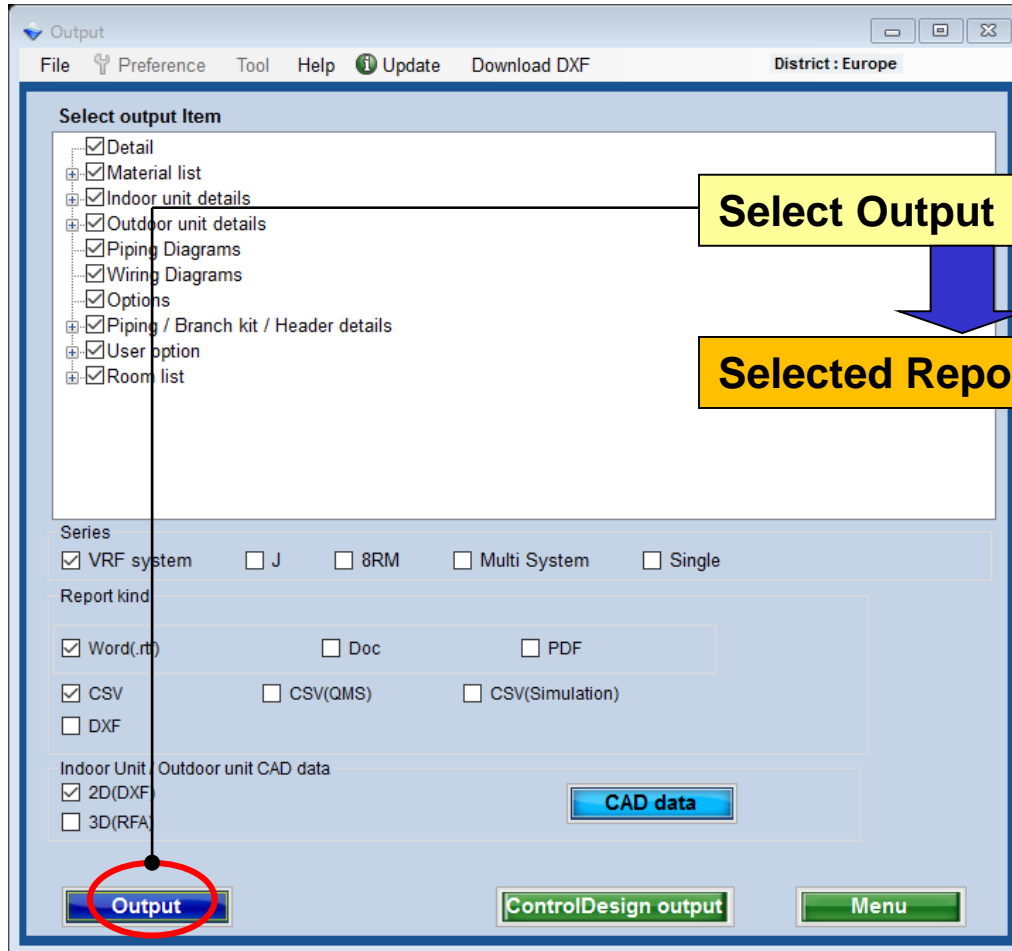 Output
File Preference Tool Help Update Download DXF District : Europe
Select output Item
Detail
Material list
Indoor unit details
Outdoor unit details
Piping Diagrams
Wiring Diagrams
Options
Piping / Branch kit / Header details
User option
Room list
Select Output
Selected Repo
Series
VRF system J 8RM Multi System Single
Report kind
Word(.rtf) Doc PDF
CSV CSV(QMS) CSV(Simulation)
DXF
Indoor Unit / Outdoor unit CAD data
2D(DXF)
3D(RFA)
CAD data
Output ControlDesign output Menu